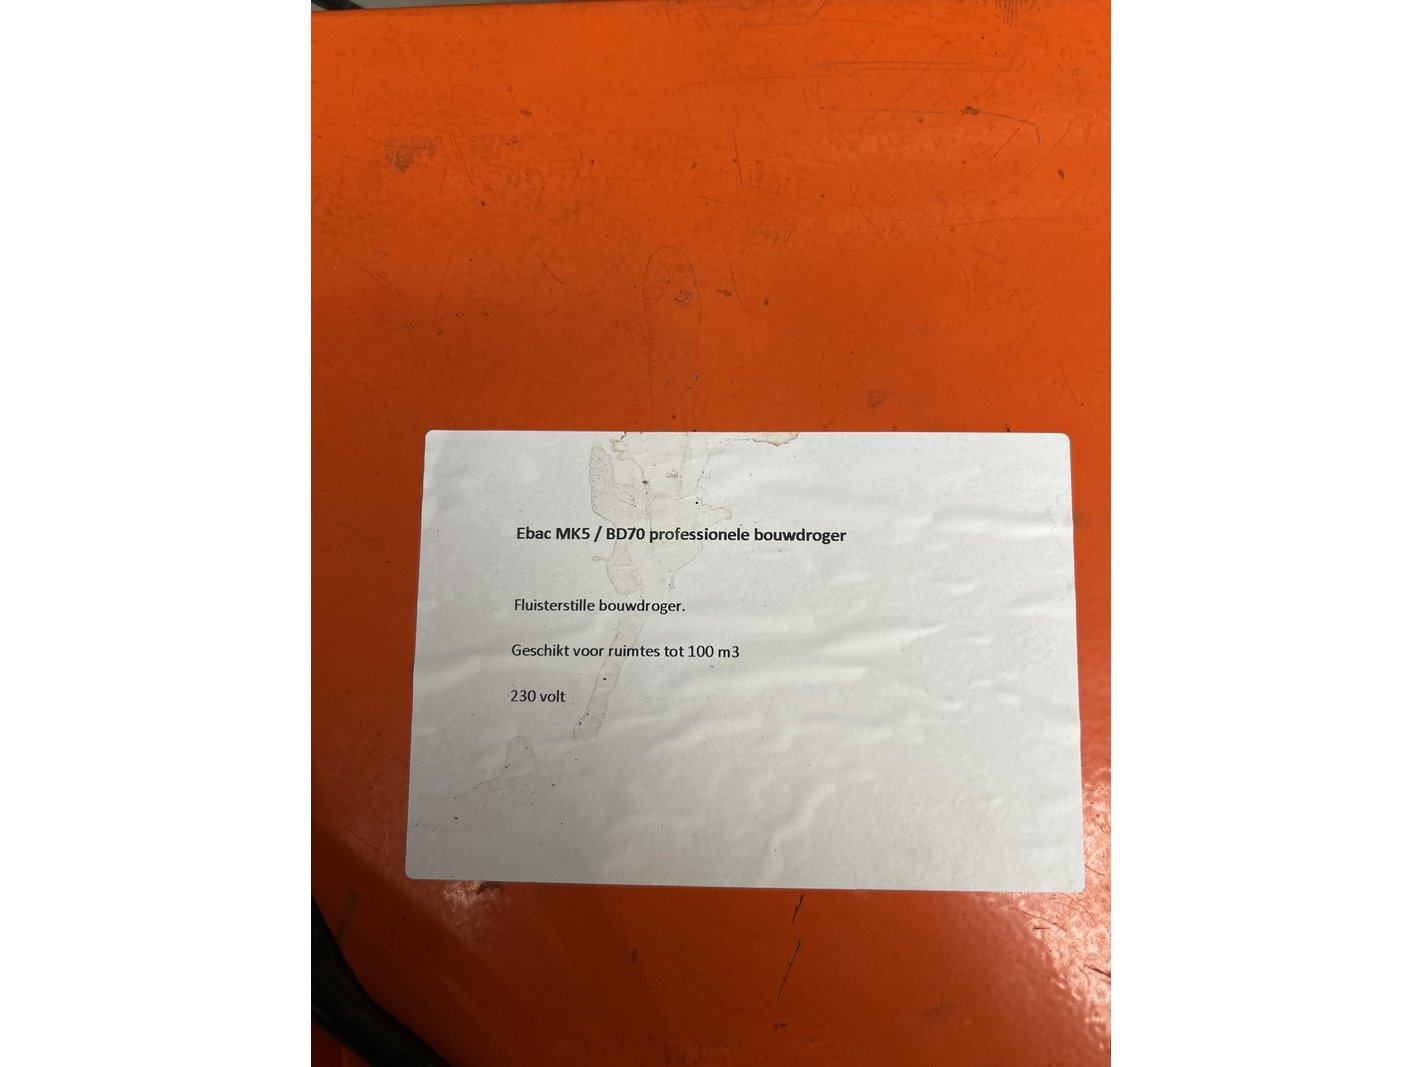 Ebac MK5 / BD70 professionele bouwdroger
Fluisterstille bouwdroger.
Geschikt voor ruimtes tot 100 m3
230 volt